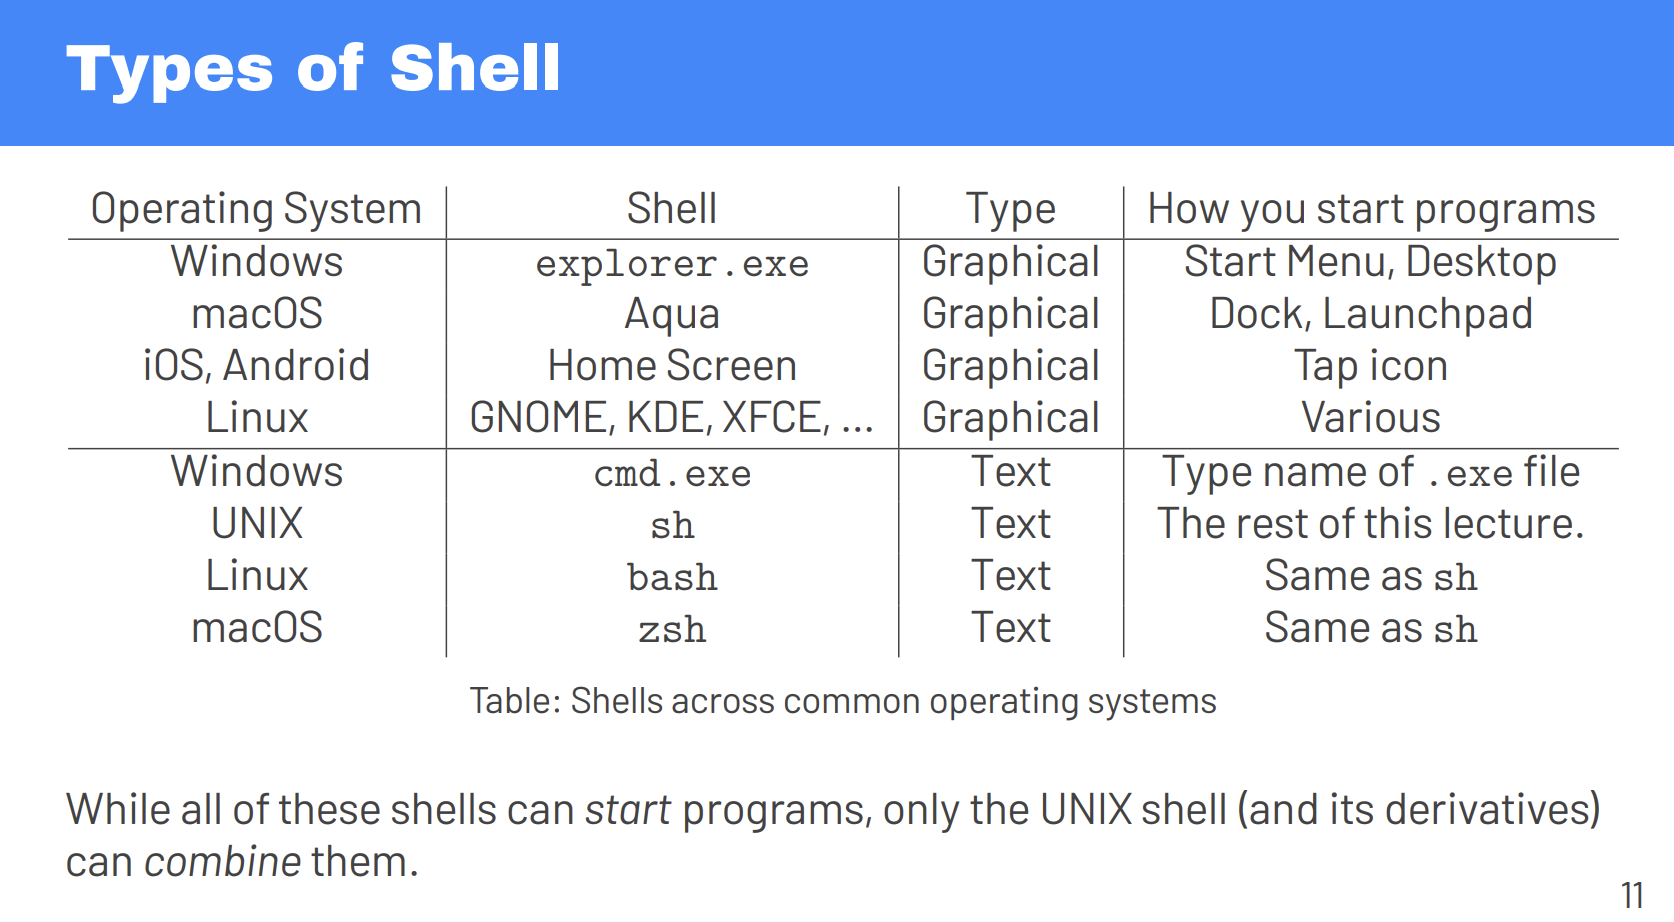 Types of Shell
Operating System Shell Type How you start programs
Windows explorer.exe Graphical Start Menu, Desktop
macOS Aqua Graphical Dock, Launchpad
iOS, Android Home Screen Graphical Tap icon
Linux GNOME, KDE, XFCE, ... Graphical Various
Windows cmd.exe Text Type name of .exe file
UNIX sh Text The rest of this lecture.
Linux bash Text Same as sh
macOS zsh Text Same as sh
Table: Shells across common operating systems
While all of these shells can start programs, only the UNIX shell (and its derivatives)
can combine them.
11